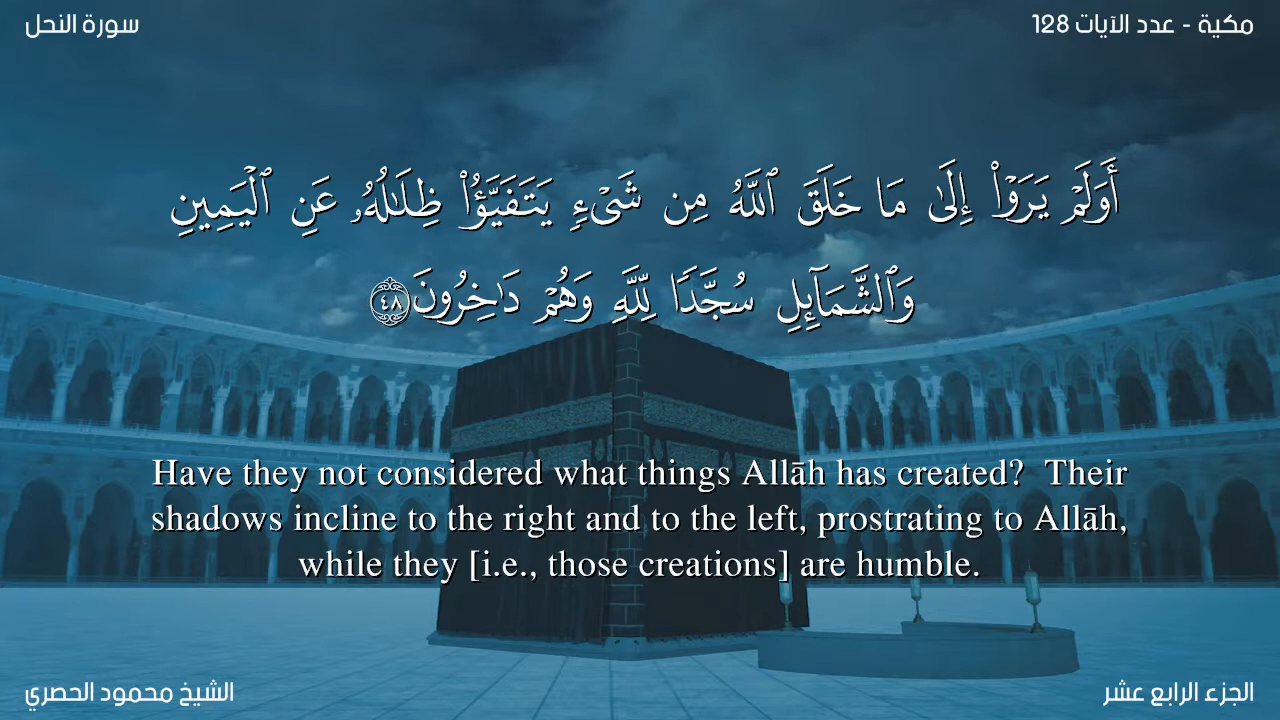 مكية - عدد الآيات 128
سورة النحل
أَوَلَمْ يَرَوْا۟ إِلَىٰ مَا خَلَقَ ٱللَّهُ مِن شَىْءٍ يَتَفَيَّؤُا۟ ظِلَـٰلُهُۥ عَنِ ٱلْيَمِينِ
وَٱلشَّمَآئِلِ سُجَّدًا لِّلَّهِ وَهُمْ دَٰخِرُونَ ٤٨
Have they not considered what things Allāh has created?  Their
shadows incline to the right and to the left, prostrating to Allāh,
while they [i.e., those creations] are humble.
الجزء الرابع عشر
الشيخ محمود الحصري